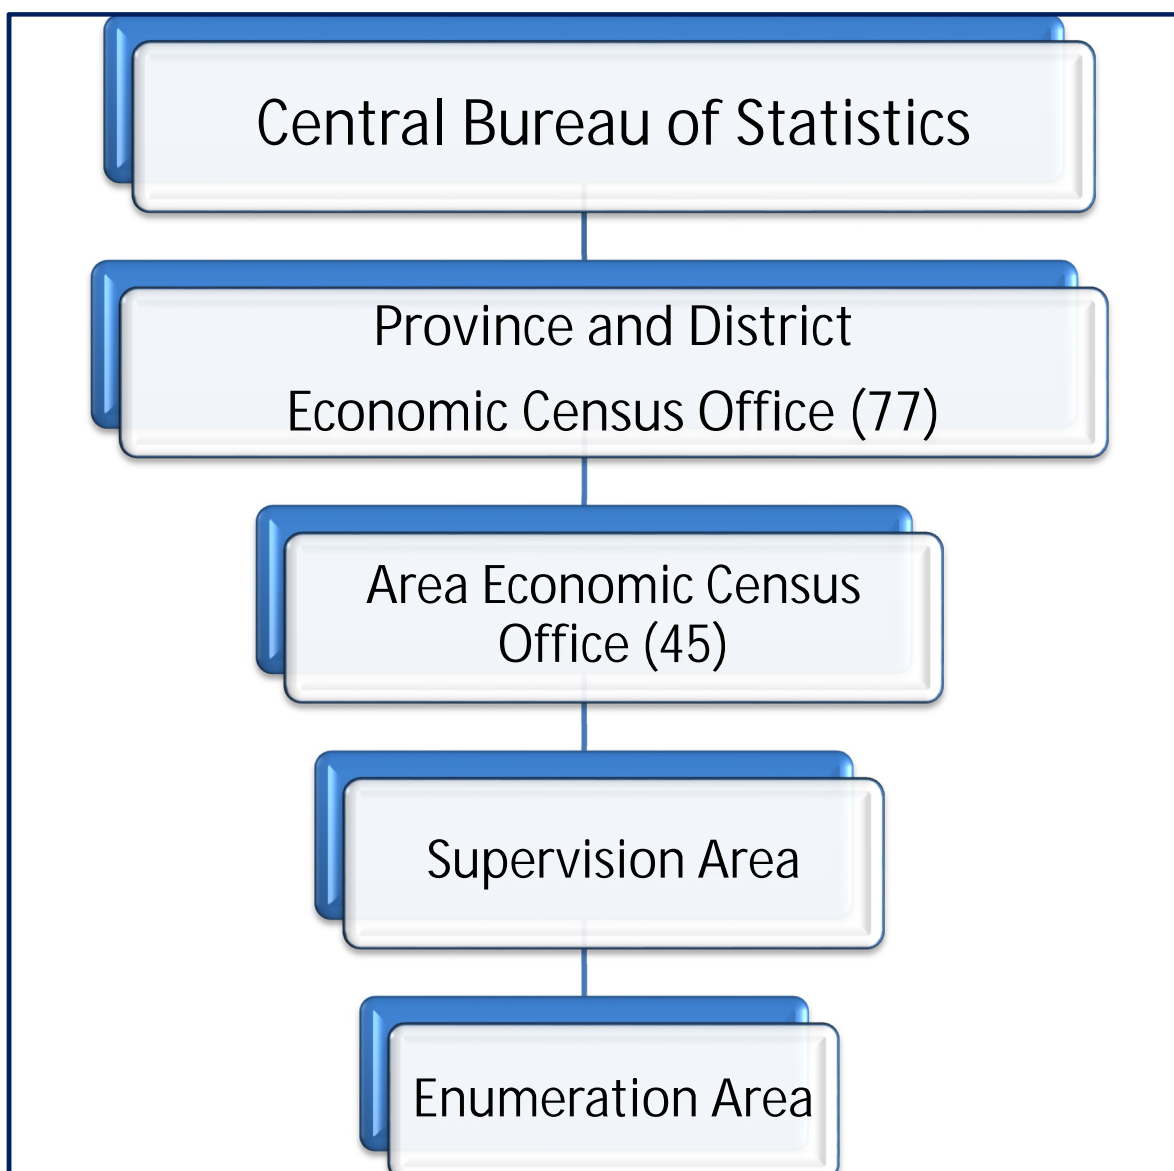 Central Bureau of Statistics
Province and District
Economic Census Office (77)
Area Economic Census
Office (45)
Supervision Area
Enumeration Area